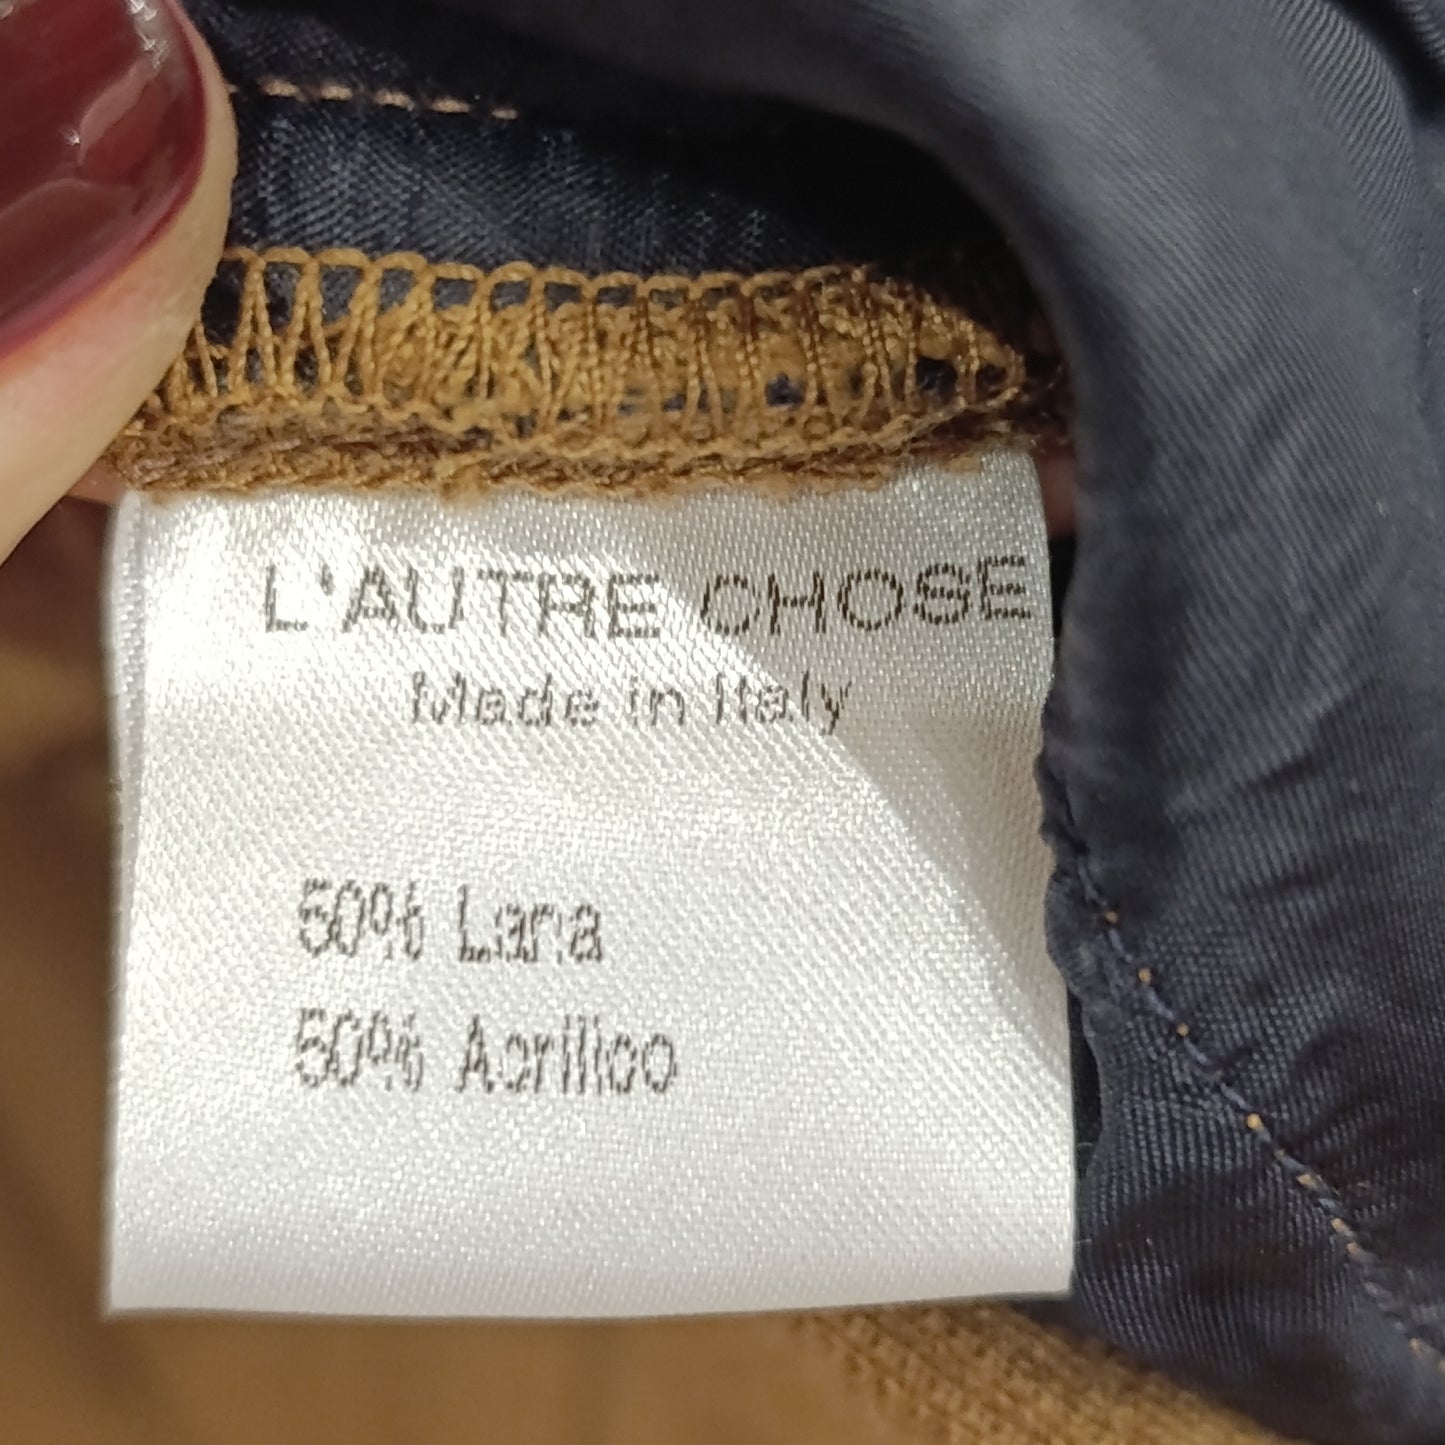 L'AUTRE CHOSE
Made in Italy
50% Lana
50% Acrilico